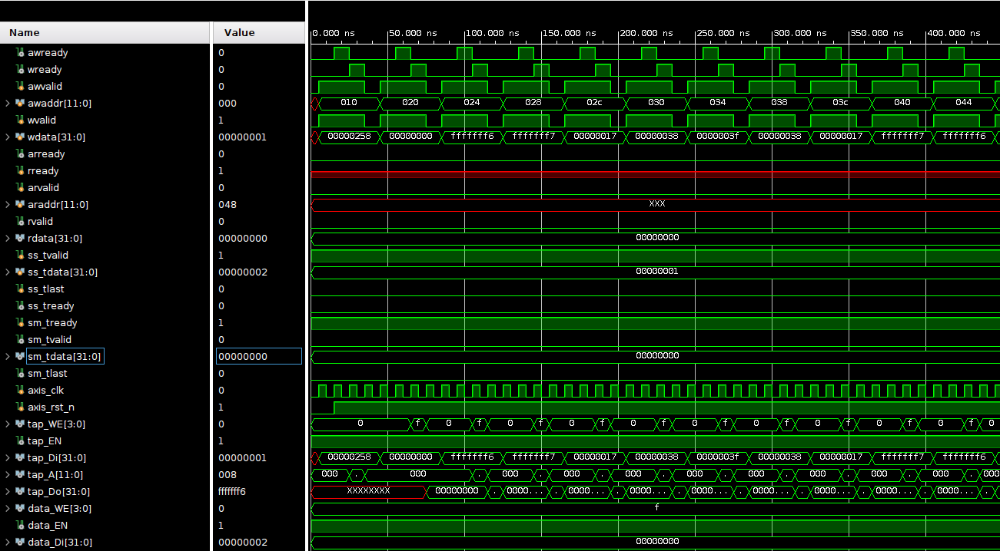 Name Value 0.000 ns 50.000 ns 100.000 ns 150.000 ns 200.000 ns 250.000 ns 300.000 ns 350.000 ns 400.000 ns
awready 0
wready 0
awvalid 0
awaddr[11:0] 000 010 020 024 028 02c 030 034 038 03c 040 044
wvalid 1
wdata[31:0] 00000001 00000258 00000000 fffffff6 fffffff7 00000017 00000038 0000003f 00000038 00000017 fffffff7 fffffff6
arready 0
rready 1
arvalid 0
araddr[11:0] 048 XXX
rvalid 0
rdata[31:0] 00000000 00000000
ss_tvalid 1
ss_tdata[31:0] 00000002 00000001
ss_tlast 0
ss_tready 0
sm_tready 1
sm_tvalid 0
sm_tdata[31:0] 00000000 00000000
sm_tlast 0
axis_clk 0
axis_rst_n 1
tap_WE[3:0] 0 0 f 0 f 0 f 0 f 0 f 0 f 0 f 0 f 0 f 0 f 0
tap_EN 1
tap_Di[31:0] 00000001 00000258 00000000 fffffff6 fffffff7 00000017 00000038 0000003f 00000038 00000017 fffffff7 fffffff6
tap_A[11:0] 008 000 . 000 . . 000 . . 000 . . 000 . . 000 . . 000 . . 000 . . 000 . . 000 . . 000
tap_Do[31:0] fffffff6 XXXXXXXX 00000000 . 0000... . 0000... . 0000... . 0000... . 0000... . 0000... . 0000... . 0000... .
data_WE[3:0] 0 f
data_EN 1
data_Di[31:0] 00000002 00000000